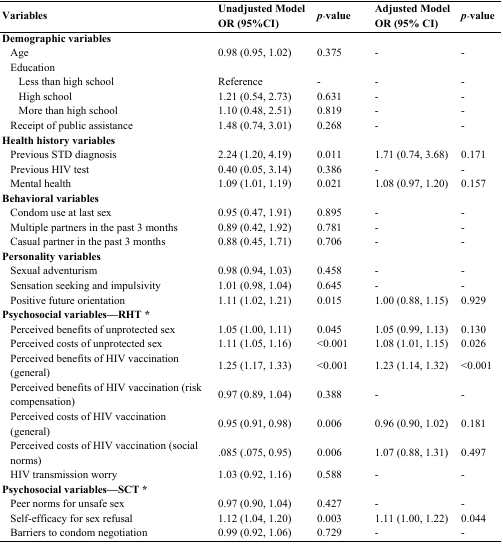 Variables Unadjusted Model OR (95%CI) p-value Adjusted Model OR (95% CI) p-value
Demographic variables
Age 0.98 (0.95, 1.02) 0.375 - -
Education
Less than high school Reference - - -
High school 1.21 (0.54, 2.73) 0.631 - -
More than high school 1.10 (0.48, 2.51) 0.819 - -
Receipt of public assistance 1.48 (0.74, 3.01) 0.268 - -
Health history variables
Previous STD diagnosis 2.24 (1.20, 4.19) 0.011 1.71 (0.74, 3.68) 0.171
Previous HIV test 0.40 (0.05, 3.14) 0.386 - -
Mental health 1.09 (1.01, 1.19) 0.021 1.08 (0.97, 1.20) 0.157
Behavioral variables
Condom use at last sex 0.95 (0.47, 1.91) 0.895 - -
Multiple partners in the past 3 months 0.89 (0.42, 1.92) 0.781 - -
Casual partner in the past 3 months 0.88 (0.45, 1.71) 0.706 - -
Personality variables
Sexual adventurism 0.98 (0.94, 1.03) 0.458 - -
Sensation seeking and impulsivity 1.01 (0.98, 1.04) 0.645 - -
Positive future orientation 1.11 (1.02, 1.21) 0.015 1.00 (0.88, 1.15) 0.929
Psychosocial variables—RHT *
Perceived benefits of unprotected sex 1.05 (1.00, 1.11) 0.045 1.05 (0.99, 1.13) 0.130
Perceived costs of unprotected sex 1.11 (1.05, 1.16) <0.001 1.08 (1.01, 1.15) 0.026
Perceived benefits of HIV vaccination (general) 1.25 (1.17, 1.33) <0.001 1.23 (1.14, 1.32) <0.001
Perceived benefits of HIV vaccination (risk compensation) 0.97 (0.89, 1.04) 0.388 - -
Perceived costs of HIV vaccination (general) 0.95 (0.91, 0.98) 0.006 0.96 (0.90, 1.02) 0.181
Perceived costs of HIV vaccination (social norms) .085 (.075, 0.95) 0.006 1.07 (0.88, 1.31) 0.497
HIV transmission worry 1.03 (0.92, 1.16) 0.588 - -
Psychosocial variables—SCT *
Peer norms for unsafe sex 0.97 (0.90, 1.04) 0.427 - -
Self-efficacy for sex refusal 1.12 (1.04, 1.20) 0.003 1.11 (1.00, 1.22) 0.044
Barriers to condom negotiation 0.99 (0.92, 1.06) 0.729 - -